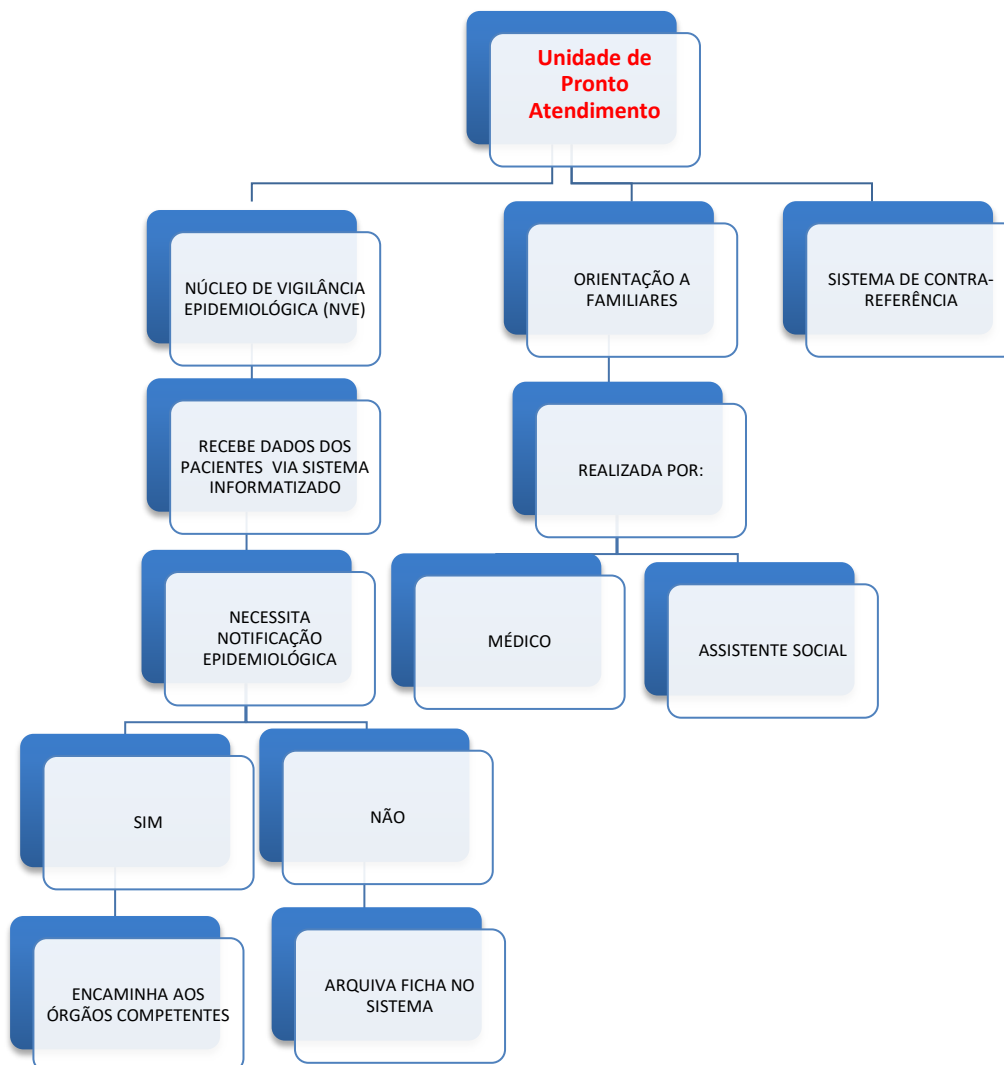 Unidade de
Pronto
Atendimento
NÚCLEO DE VIGILÂNCIA
EPIDEMIOLÓGICA (NVE)
ORIENTAÇÃO A
FAMILIARES
SISTEMA DE CONTRA-
REFERÊNCIA
RECEBE DADOS DOS
PACIENTES VIA SISTEMA
INFORMATIZADO
REALIZADA POR:
NECESSITA
NOTIFICAÇÃO
EPIDEMIOLÓGICA
MÉDICO
ASSISTENTE SOCIAL
SIM
NÃO
ENCAMINHA AOS
ÓRGÃOS COMPETENTES
ARQUIVA FICHA NO
SISTEMA